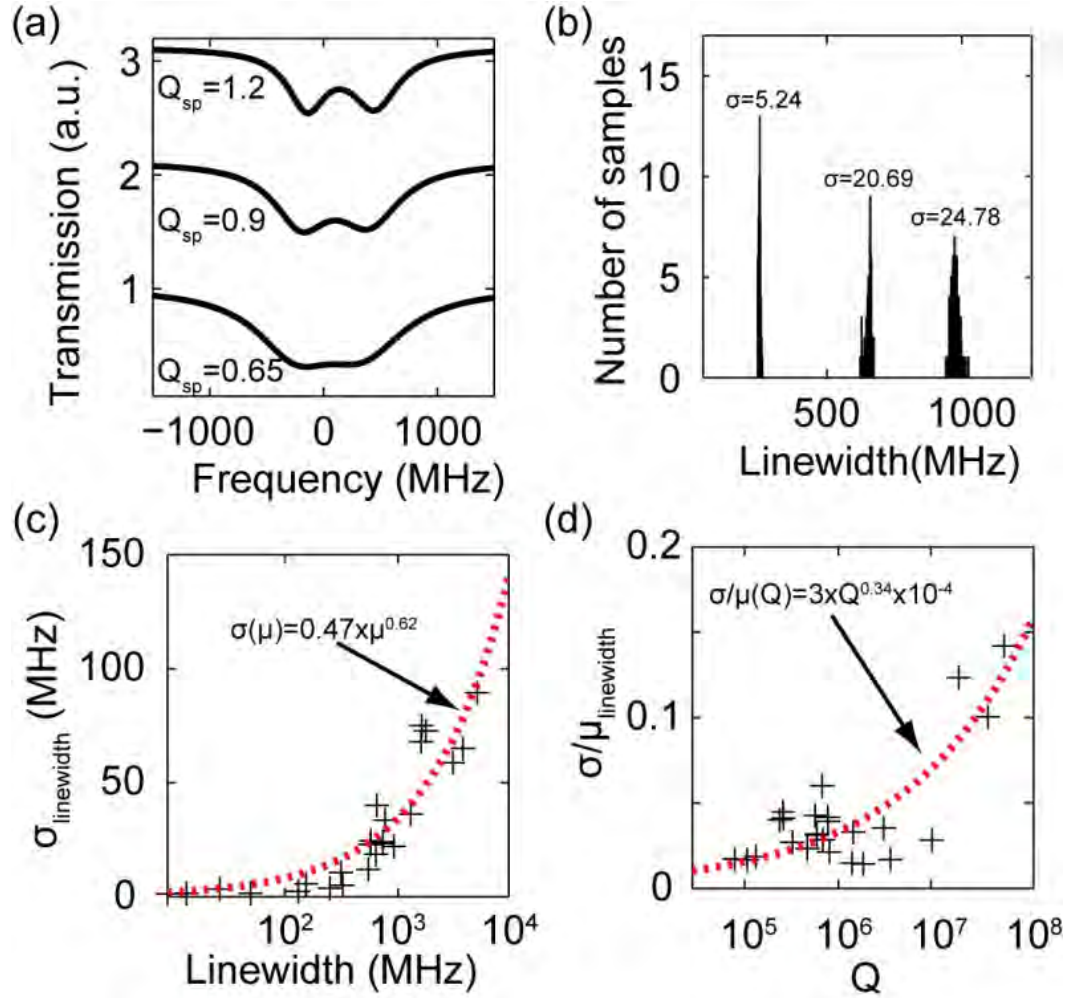 (a)
Transmission (a.u.)
3
2
1
Q_sp=1.2
Q_sp=0.9
Q_sp=0.65
−1000 0 1000
Frequency (MHz)
(b)
Number of samples
15
10
5
0
σ=5.24
σ=20.69
σ=24.78
500 1000
Linewidth(MHz)
(c)
σ_linewidth (MHz)
150
100
50
0
σ(μ)=0.47xμ^0.62
10^2 10^3 10^4
Linewidth (MHz)
(d)
σ/μ_linewidth
0.2
0.1
0
σ/μ(Q)=3xQ^0.34x10^-4
10^5 10^6 10^7 10^8
Q